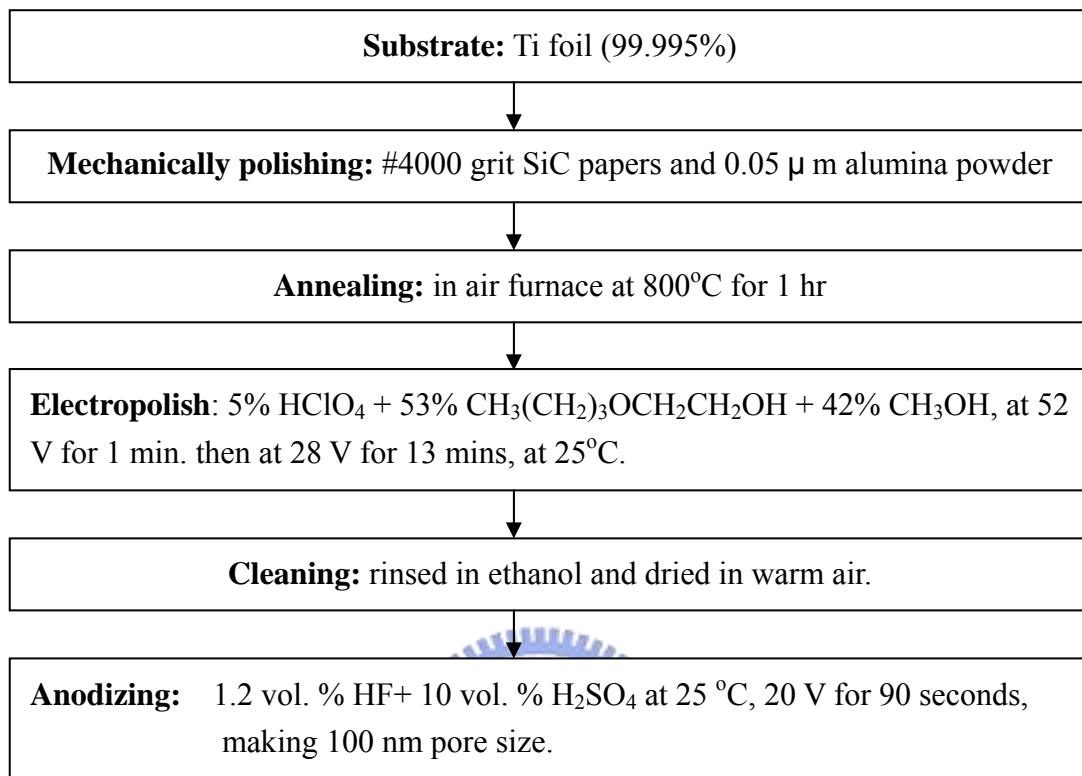 Substrate: Ti foil (99.995%)
Mechanically polishing: #4000 grit SiC papers and 0.05 μ m alumina powder
Annealing: in air furnace at 800°C for 1 hr
Electropolish: 5% HClO₄ + 53% CH₃(CH₂)₃OCH₂CH₂OH + 42% CH₃OH, at 52
V for 1 min. then at 28 V for 13 mins, at 25°C.
Cleaning: rinsed in ethanol and dried in warm air.
Anodizing: 1.2 vol. % HF+ 10 vol. % H₂SO₄ at 25 °C, 20 V for 90 seconds,
making 100 nm pore size.